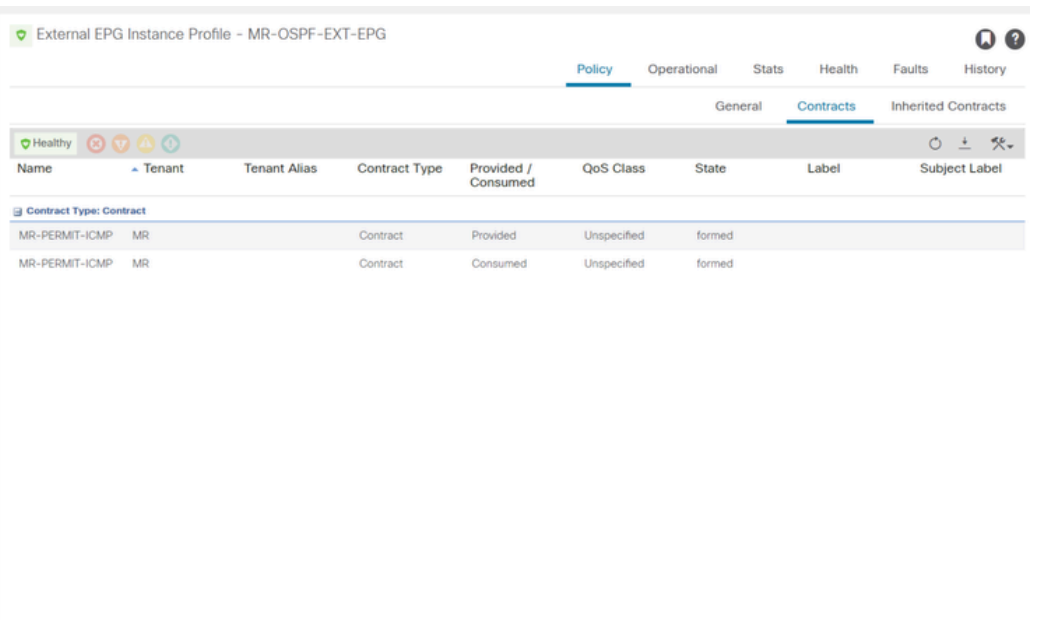 External EPG Instance Profile - MR-OSPF-EXT-EPG
Policy Operational Stats Health Faults History
General Contracts Inherited Contracts
Healthy
Name Tenant Tenant Alias Contract Type Provided / Consumed QoS Class State Label Subject Label
Contract Type: Contract
MR-PERMIT-ICMP MR Contract Provided Unspecified formed
MR-PERMIT-ICMP MR Contract Consumed Unspecified formed